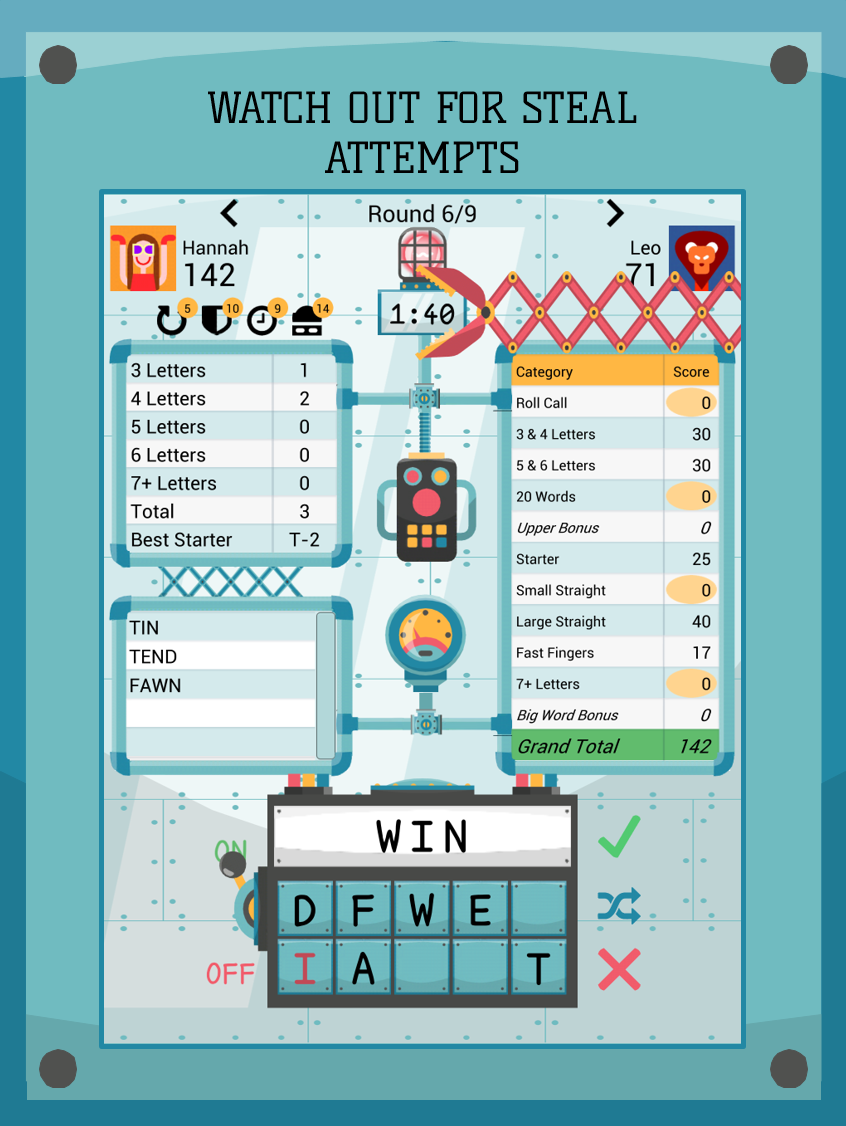 WATCH OUT FOR STEAL
ATTEMPTS
Round 6/9
Hannah
142
Leo
71
5 10 9 14
1:40
3 Letters 1
4 Letters 2
5 Letters 0
6 Letters 0
7+ Letters 0
Total 3
Best Starter T-2
TIN
TEND
FAWN
Category Score
Roll Call 0
3 & 4 Letters 30
5 & 6 Letters 30
20 Words 0
Upper Bonus 0
Starter 25
Small Straight 0
Large Straight 40
Fast Fingers 17
7+ Letters 0
Big Word Bonus 0
Grand Total 142
WIN
ON
D F W E
OFF
I A T